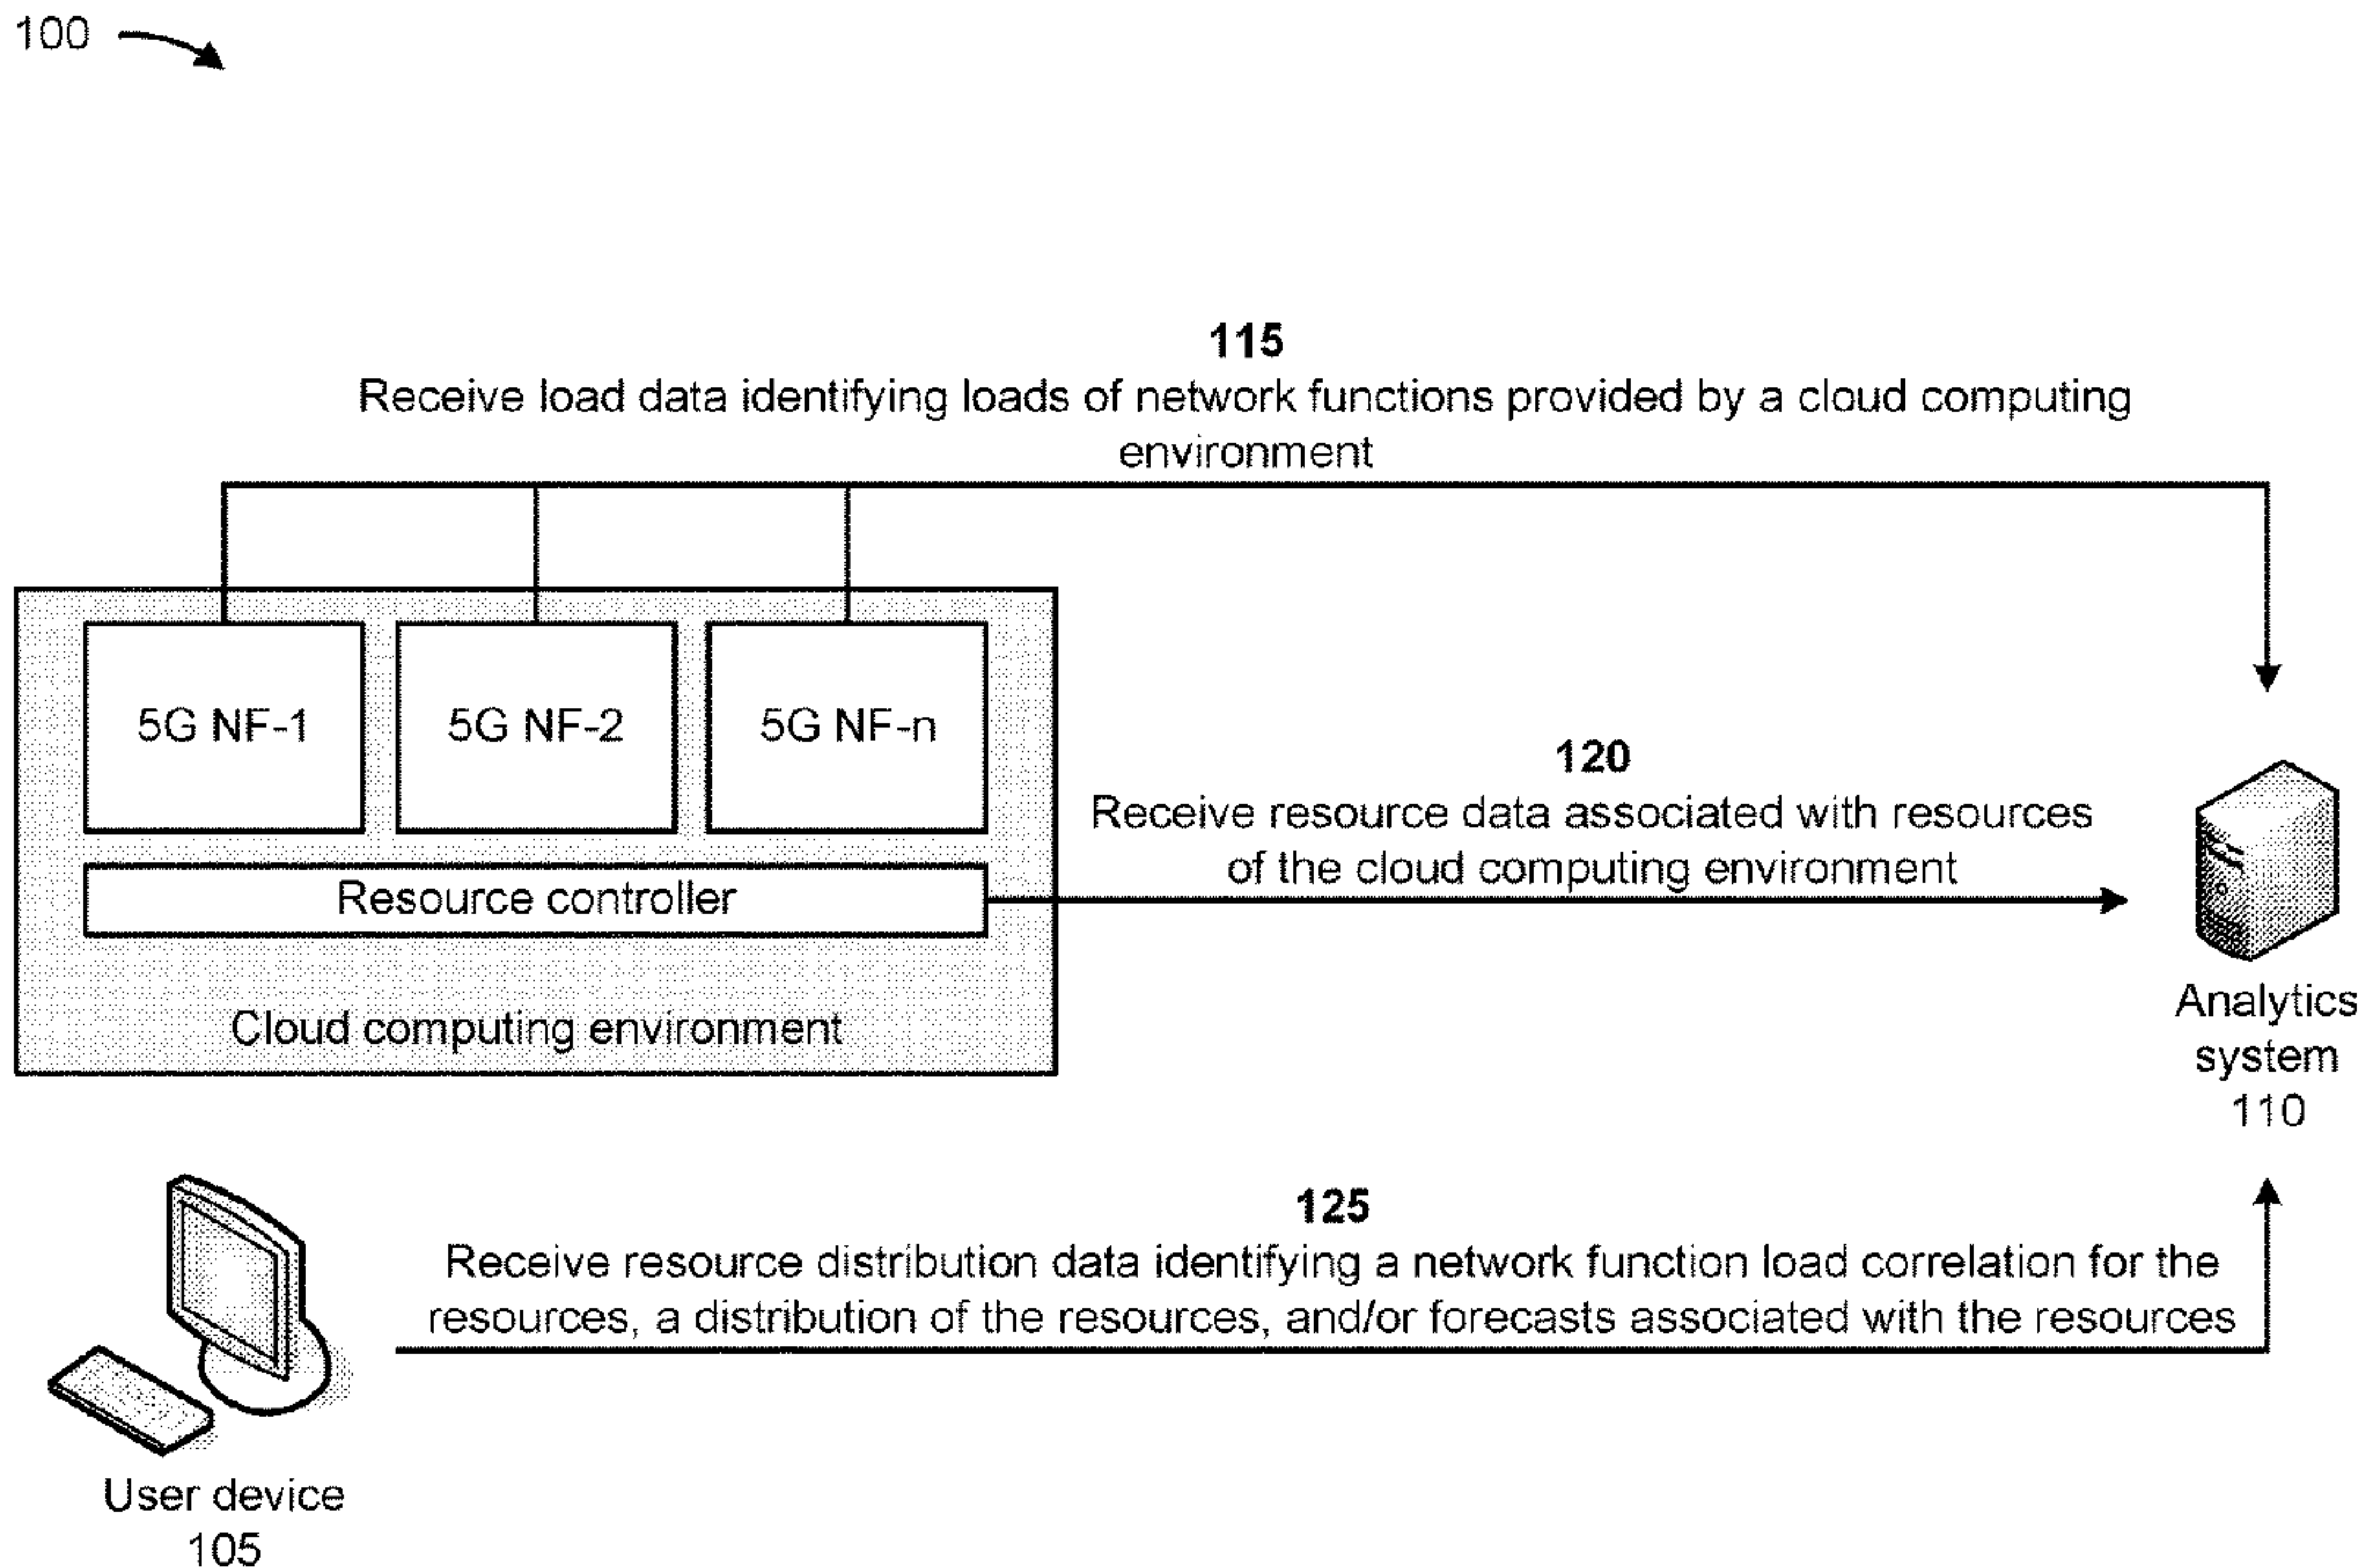 100
115
Receive load data identifying loads of network functions provided by a cloud computing
environment
5G NF-1
5G NF-2
5G NF-n
120
Receive resource data associated with resources
of the cloud computing environment
Resource controller
Cloud computing environment
Analytics
system
110
125
Receive resource distribution data identifying a network function load correlation for the
resources, a distribution of the resources, and/or forecasts associated with the resources
User device
105